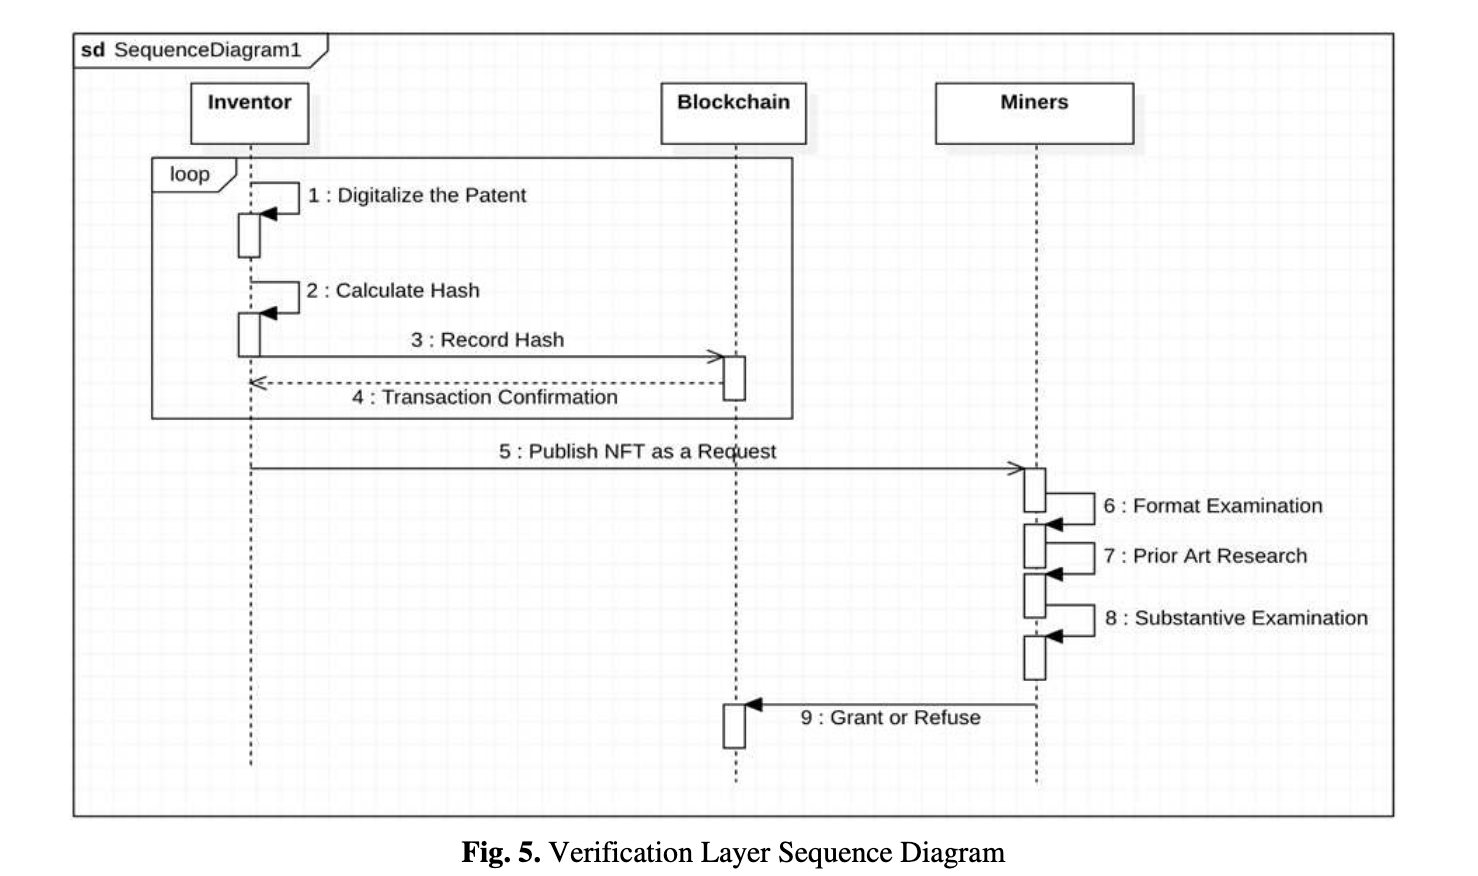 sd SequenceDiagram1
Inventor
Blockchain
Miners
loop
1 : Digitalize the Patent
2 : Calculate Hash
3 : Record Hash
4 : Transaction Confirmation
5 : Publish NFT as a Request
6 : Format Examination
7 : Prior Art Research
8 : Substantive Examination
9 : Grant or Refuse
Fig. 5. Verification Layer Sequence Diagram